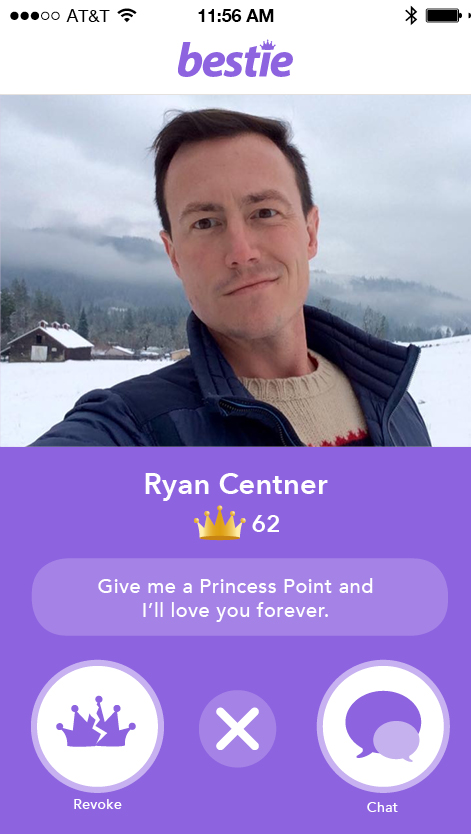 AT&T 11:56 AM
bestie
Ryan Centner
62
Give me a Princess Point and
I'll love you forever.
Revoke
Chat